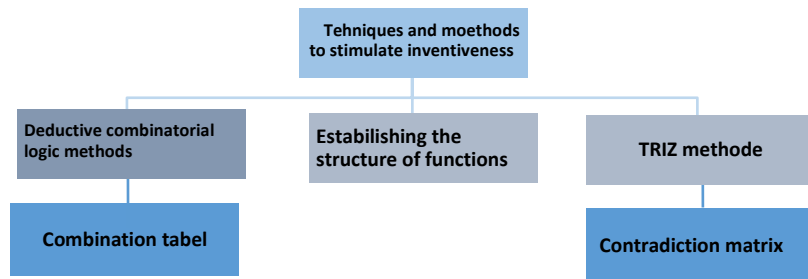 Tehniques and moethods
to stimulate inventiveness
Deductive combinatorial
logic methods
Estabilishing the
structure of functions
TRIZ methode
Combination tabel
Contradiction matrix